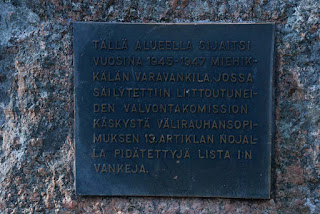 TÄLLÄ ALUEELLA SIJAITSI
VUOSINA 1945-1947 MIEHIK-
KÄLÄN VARAVANKILA, JOSSA
SÄILYTETTIIN LIITTOUTUNEI-
DEN VALVONTAKOMISSION
KÄSKYSTÄ VÄLIRAUHANSOPI-
MUKSEN 13. ARTIKLAN NOJAL-
LA PIDÄTETTYJÄ LISTA I:N
VANKEJA.